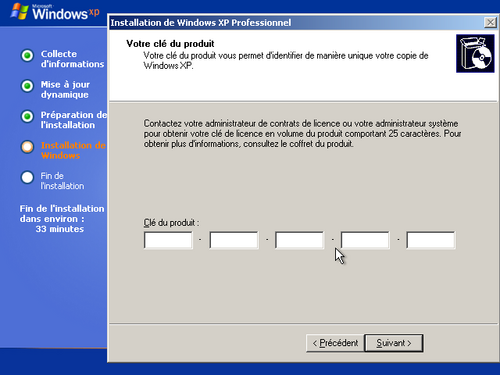 Microsoft
Windows xp
Collecte
d'informations
Mise à jour
dynamique
Préparation de
l'installation
Installation de
Windows
Fin de
l'installation
Fin de l'installation
dans environ :
33 minutes
Installation de Windows XP Professionnel
Votre clé du produit
Votre clé du produit vous permet d'identifier de manière unique votre copie de
Windows XP.
Contactez votre administrateur de contrats de licence ou votre administrateur système
pour obtenir votre clé de licence en volume du produit comportant 25 caractères. Pour
obtenir plus d'informations, consultez le coffret du produit.
Clé du produit :
- - - -
< Précédent
Suivant >